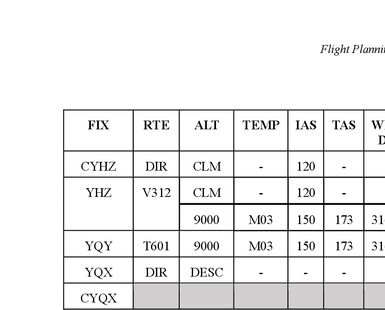 Flight Plannin
FIX RTE ALT TEMP IAS TAS
CYHZ DIR CLM - 120 -
YHZ V312 CLM - 120 -
9000 M03 150 173 31
YQY T601 9000 M03 150 173 31
YQX DIR DESC - - -
CYQX